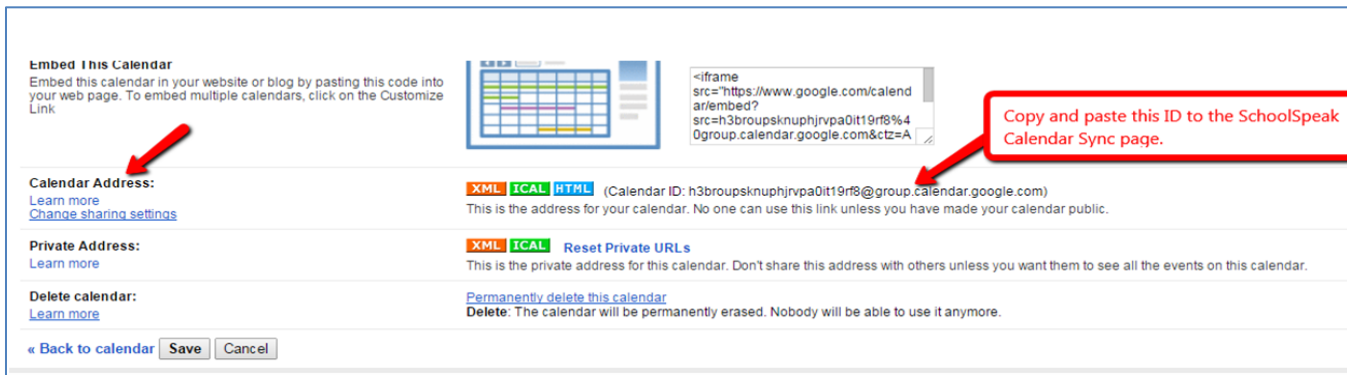 Embed This Calendar
Embed this calendar in your website or blog by pasting this code into
your web page. To embed multiple calendars, click on the Customize
Link
<iframe
src="https://www.google.com/calend
ar/embed?
src=h3broupsknuphjrvpa0it19rf8%4
0group.calendar.google.com&ctz=A
Copy and paste this ID to the SchoolSpeak
Calendar Sync page.
Calendar Address:
Learn more
Change sharing settings
XML ICAL HTML (Calendar ID: h3broupsknuphjrvpa0it19rf8@group.calendar.google.com)
This is the address for your calendar. No one can use this link unless you have made your calendar public.
Private Address:
Learn more
XML ICAL Reset Private URLs
This is the private address for this calendar. Don't share this address with others unless you want them to see all the events on this calendar.
Delete calendar:
Learn more
Permanently delete this calendar
Delete: The calendar will be permanently erased. Nobody will be able to use it anymore.
« Back to calendar Save Cancel